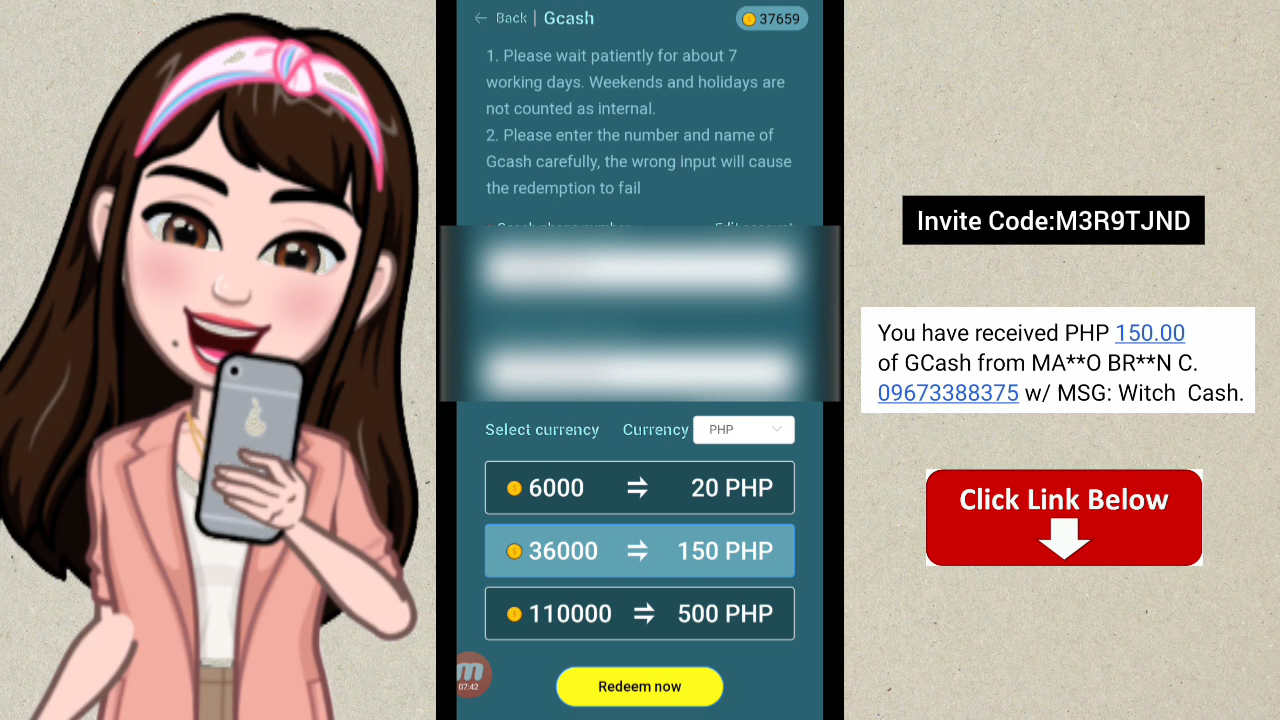 Back | Gcash
37659
1. Please wait patiently for about 7
working days. Weekends and holidays are
not counted as internal.
2. Please enter the number and name of
Gcash carefully, the wrong input will cause
the redemption to fail
Select currency Currency PHP
6000 20 PHP
36000 150 PHP
110000 500 PHP
07:42
Redeem now
Invite Code:M3R9TJND
You have received PHP 150.00
of GCash from MA**O BR**N C.
09673388375 w/ MSG: Witch Cash.
Click Link Below